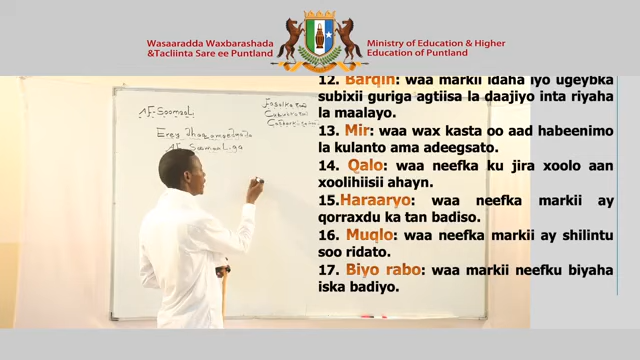 Wasaaradda Waxbarashada
&Tacliinta Sare ee Puntland
Ministry of Education & Higher
Education of Puntland
12. Barqin: waa markii idaha iyo ugeybka
subixii guriga agtiisa la daajiyo inta riyaha
la maalayo.
13. Mir: waa wax kasta oo aad habeenimo
la kulanto ama adeegsato.
14. Qalo: waa neefka ku jira xoolo aan
xoolihiisii ahayn.
15.Haraaryo: waa neefka markii ay
qorraxdu ka tan badiso.
16. Muqlo: waa neefka markii ay shilintu
soo ridato.
17. Biyo rabo: waa markii neefku biyaha
iska badiyo.
AF-Soomaali
Erey dhaq